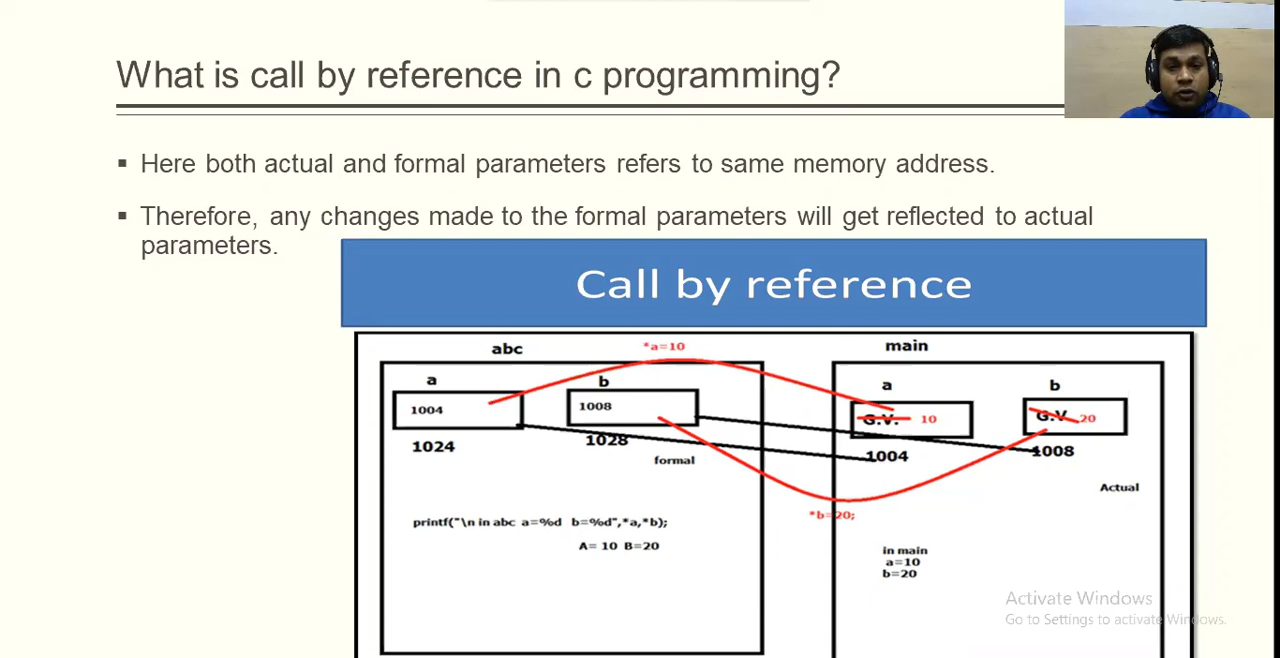 What is call by reference in c programming?
▪ Here both actual and formal parameters refers to same memory address.
▪ Therefore, any changes made to the formal parameters will get reflected to actual
parameters.
Call by reference
abc
*a=10
main
a
b
a
b
1004
1008
G.V. 10
G.V. 20
1024
1028
1004
1008
formal
Actual
*b=20;
printf("\n in abc a=%d b=%d",*a,*b);
A= 10 B=20
in main
a=10
b=20
Activate Windows
Go to Settings to activate Windows.